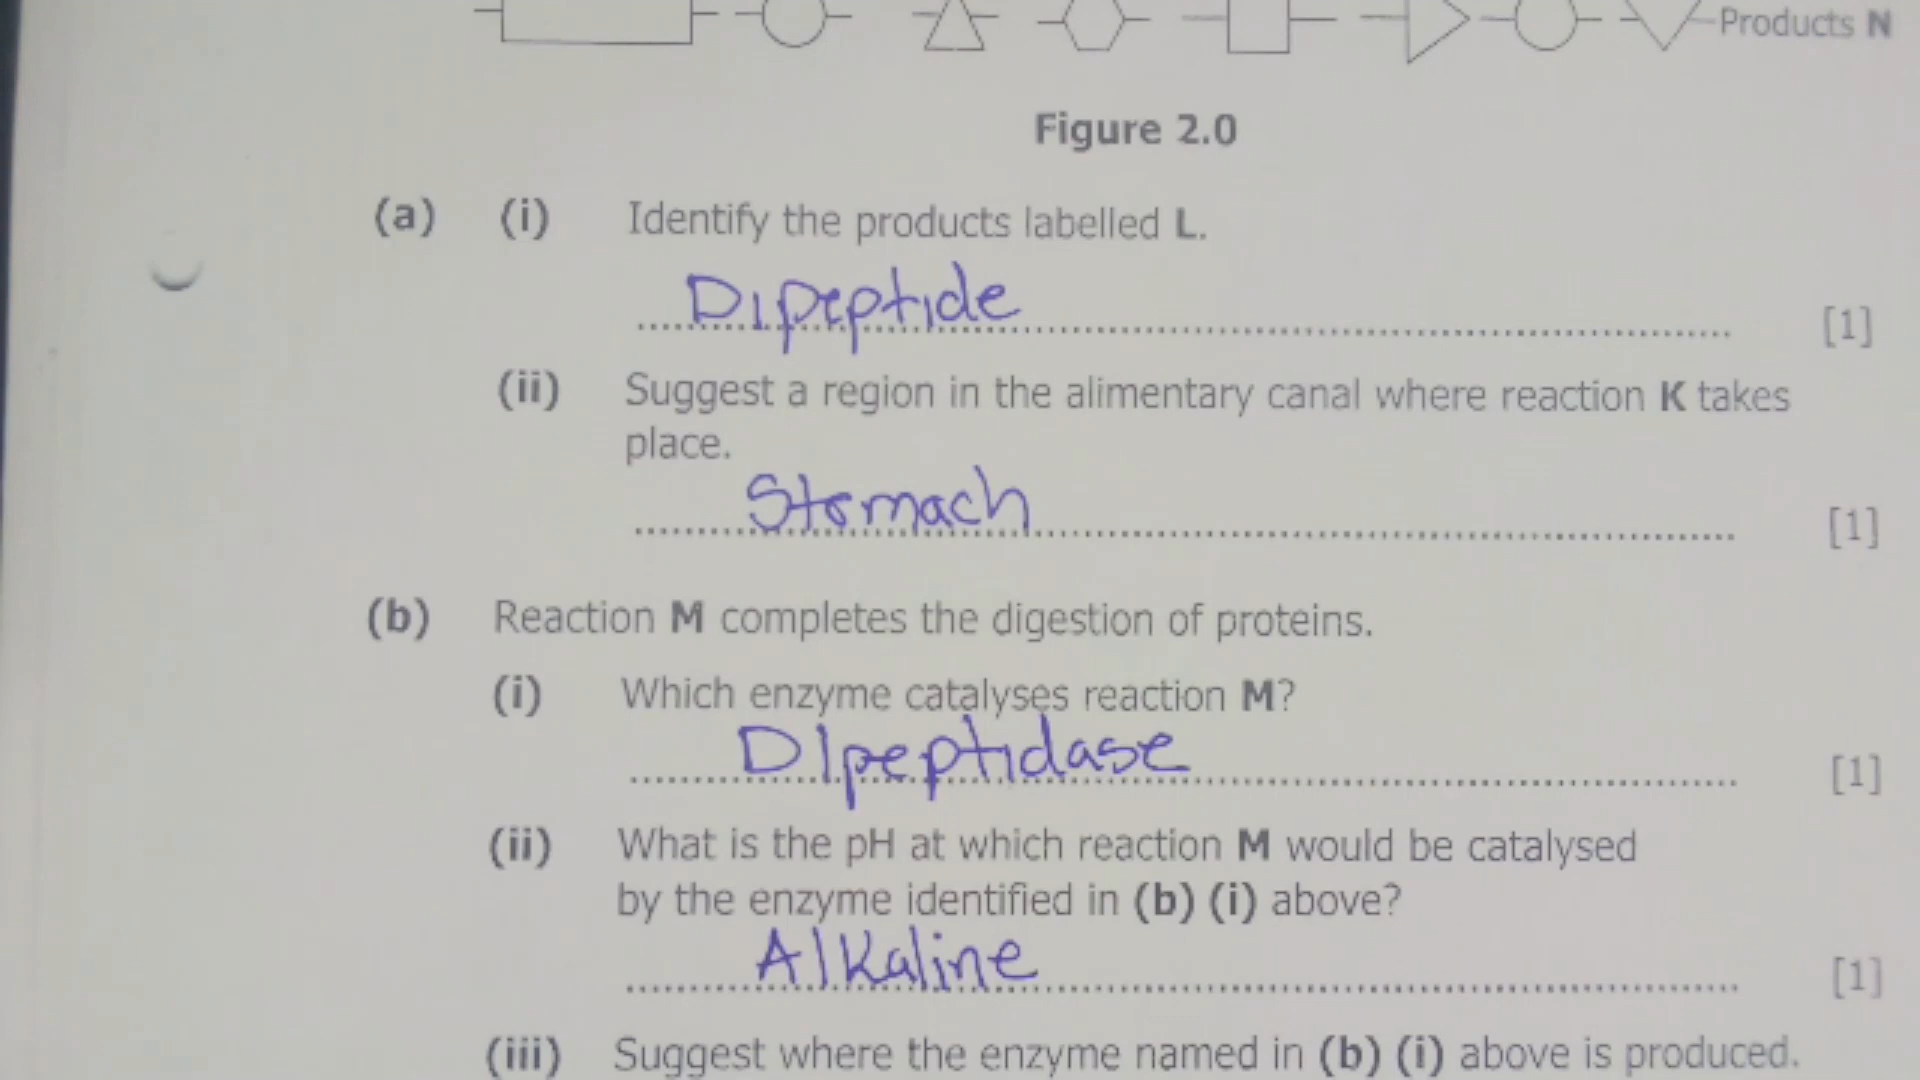 Products N
Figure 2.0
(a) (i) Identify the products labelled L.
Dipeptide [1]
(ii) Suggest a region in the alimentary canal where reaction K takes
place.
Stomach [1]
(b) Reaction M completes the digestion of proteins.
(i) Which enzyme catalyses reaction M?
DIpeptidase [1]
(ii) What is the pH at which reaction M would be catalysed
by the enzyme identified in (b) (i) above?
Alkaline [1]
(iii) Suggest where the enzyme named in (b) (i) above is produced.